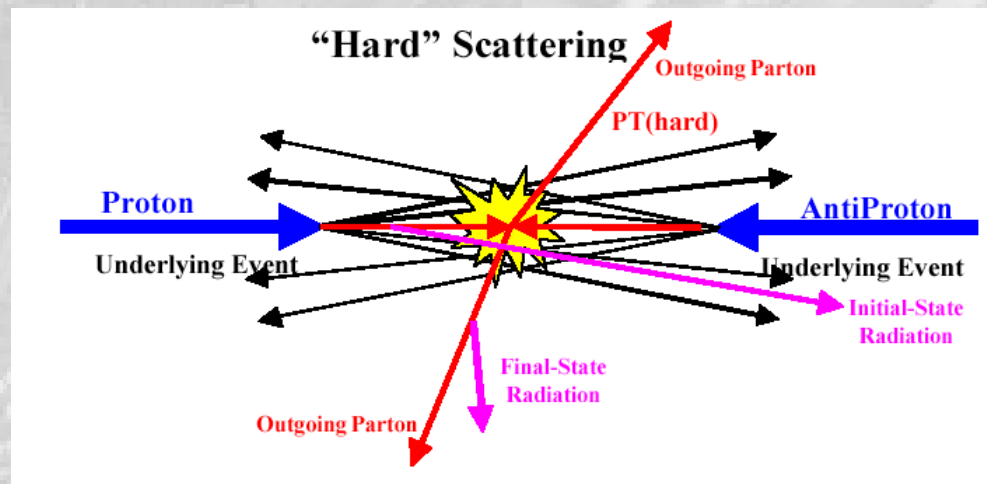 “Hard” Scattering
Outgoing Parton
PT(hard)
Proton
AntiProton
Underlying Event
Underlying Event
Initial-State
Radiation
Final-State
Radiation
Outgoing Parton